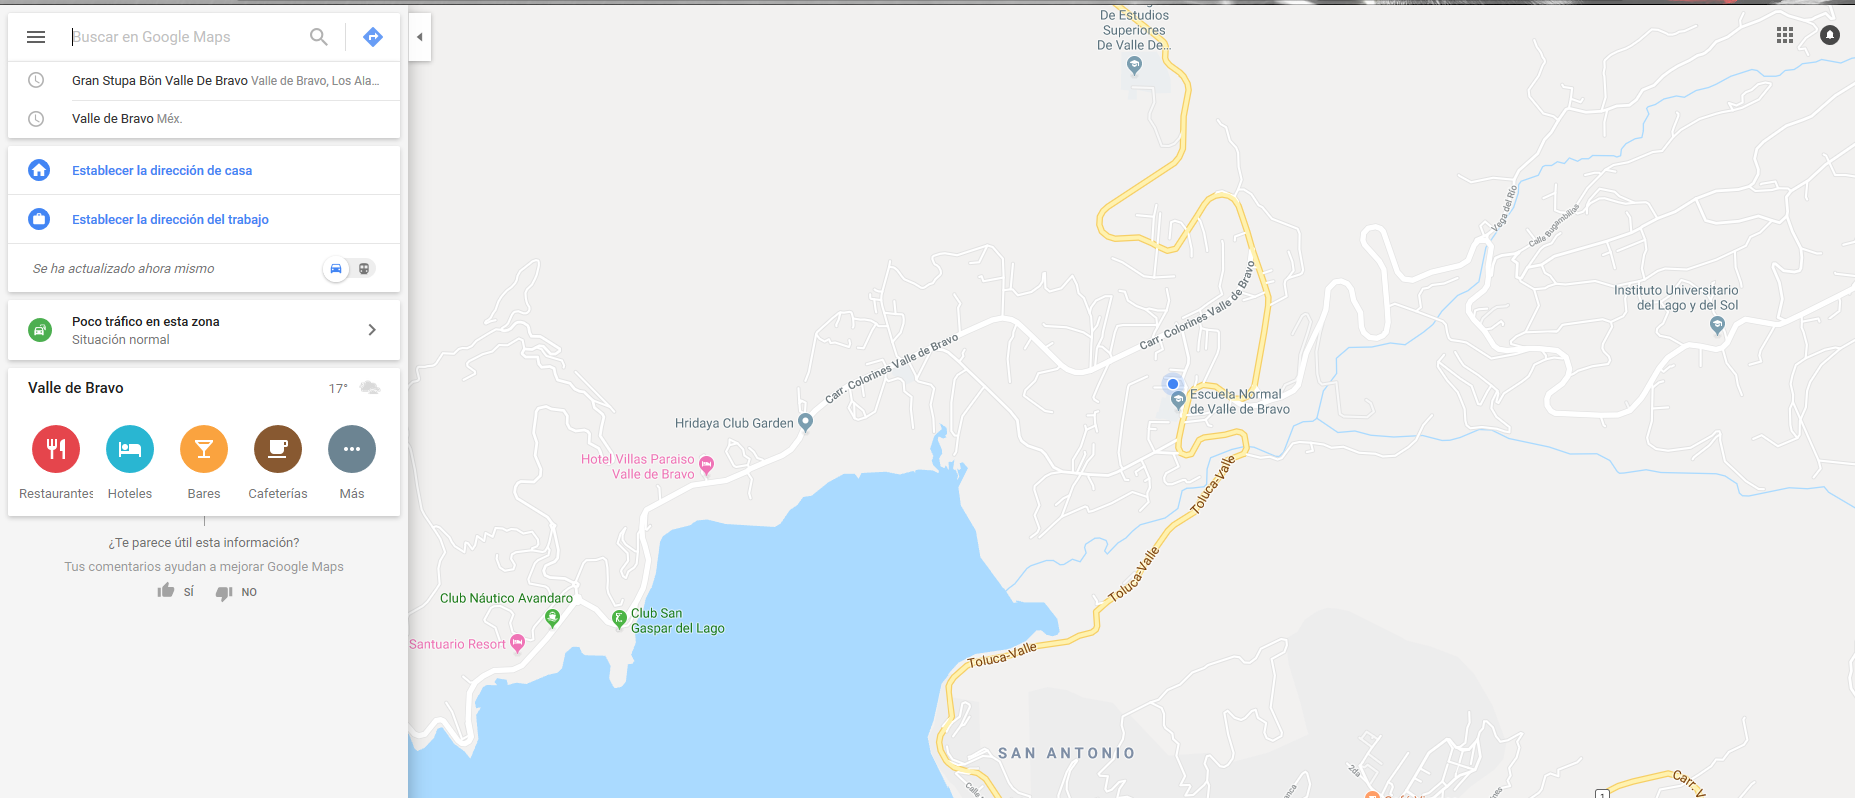 Buscar en Google Maps
Gran Stupa Bön Valle De Bravo Valle de Bravo, Los Ala...
Valle de Bravo Méx.
Establecer la dirección de casa
Establecer la dirección del trabajo
Se ha actualizado ahora mismo
Poco tráfico en esta zona
Situación normal
Valle de Bravo
17°
Restaurantes
Hoteles
Bares
Cafeterías
Más
¿Te parece útil esta información?
Tus comentarios ayudan a mejorar Google Maps
SÍ
NO
De Estudios
Superiores
De Valle De...
Vega del Río
Calle Bugambilias
Instituto Universitario
del Lago y del Sol
Carr. Colorines Valle de Bravo
Carr. Colorines Valle de Bravo
Escuela Normal
de Valle de Bravo
Hridaya Club Garden
Hotel Villas Paraiso
Valle de Bravo
Toluca-Valle
Toluca-Valle
Toluca-Valle
Club Náutico Avandaro
Club San
Gaspar del Lago
Santuario Resort
SAN ANTONIO
2da
Carr. V
1
Calle